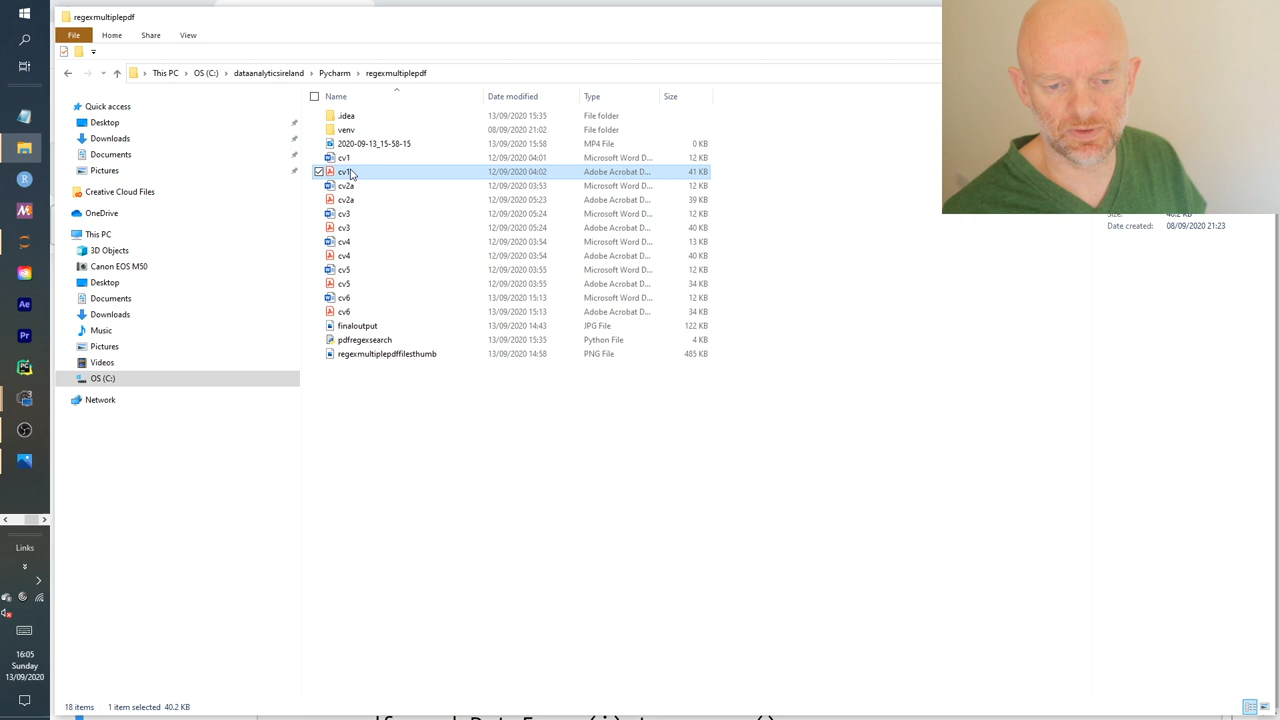 regexmultiplepdf
File Home Share View
This PC OS (C:) dataanalyticsireland Pycharm regexmultiplepdf
Name Date modified Type Size
Quick access
Desktop
Downloads
Documents
Pictures
Creative Cloud Files
OneDrive
This PC
3D Objects
Canon EOS M50
Desktop
Documents
Downloads
Music
Pictures
Videos
OS (C:)
Network
.idea 13/09/2020 15:35 File folder
venv 08/09/2020 21:02 File folder
2020-09-13_15-58-15 13/09/2020 15:58 MP4 File 0 KB
cv1 12/09/2020 04:01 Microsoft Word D... 12 KB
cv1 12/09/2020 04:02 Adobe Acrobat D... 41 KB
cv2a 12/09/2020 03:53 Microsoft Word D... 12 KB
cv2a 12/09/2020 05:23 Adobe Acrobat D... 39 KB
cv3 12/09/2020 05:24 Microsoft Word D... 12 KB
cv3 12/09/2020 05:24 Adobe Acrobat D... 40 KB
cv4 12/09/2020 03:54 Microsoft Word D... 13 KB
cv4 12/09/2020 03:54 Adobe Acrobat D... 40 KB
cv5 12/09/2020 03:55 Microsoft Word D... 12 KB
cv5 12/09/2020 03:55 Adobe Acrobat D... 34 KB
cv6 13/09/2020 15:13 Microsoft Word D... 12 KB
cv6 13/09/2020 15:13 Adobe Acrobat D... 34 KB
finaloutput 13/09/2020 14:43 JPG File 122 KB
pdfregexsearch 13/09/2020 15:35 Python File 4 KB
regexmultiplepdffilesthumb 13/09/2020 14:58 PNG File 485 KB
Size: 40.2 KB
Date created: 08/09/2020 21:23
Ae
Pr
Links
16:05
Sunday
13/09/2020
18 items 1 item selected 40.2 KB